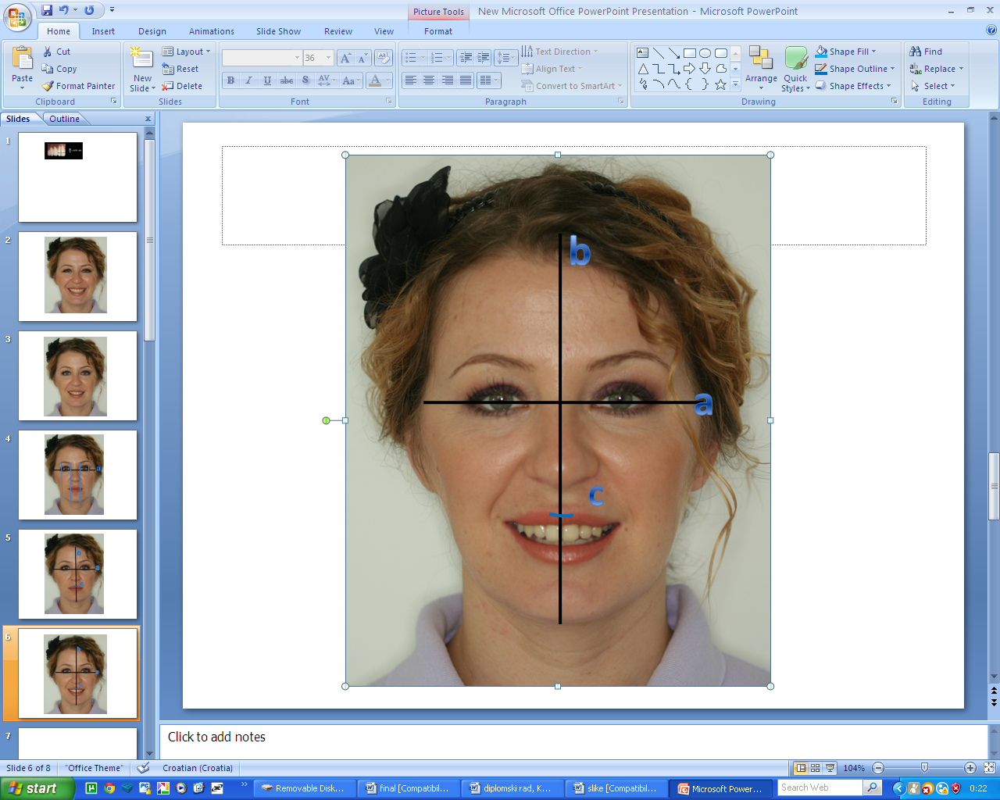 Picture Tools
New Microsoft Office PowerPoint Presentation - Microsoft PowerPoint
Home Insert Design Animations Slide Show Review View Format
Paste
Cut
Copy
Format Painter
Clipboard
New
Slide
Layout
Reset
Delete
Slides
36
B I U abc S AV Aa A
Font
Text Direction
Align Text
Convert to SmartArt
Paragraph
Arrange
Quick
Styles
Shape Fill
Shape Outline
Shape Effects
Drawing
Find
Replace
Select
Editing
Slides Outline x
1
2
3
4
5
6
7
b
a
c
Click to add notes
Slide 6 of 8
"Office Theme"
Croatian (Croatia)
104%
start
Removable Disk...
final [Compatibil...
diplomski rad, K...
slike [Compatibil...
Microsoft Power...
Search Web
0:22